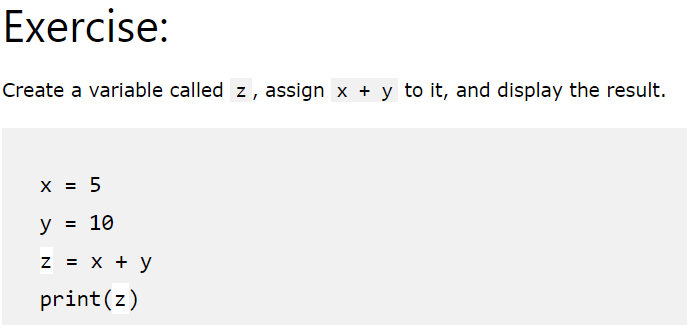 Exercise:
Create a variable called z, assign x + y to it, and display the result.
x = 5
y = 10
z = x + y
print(z)